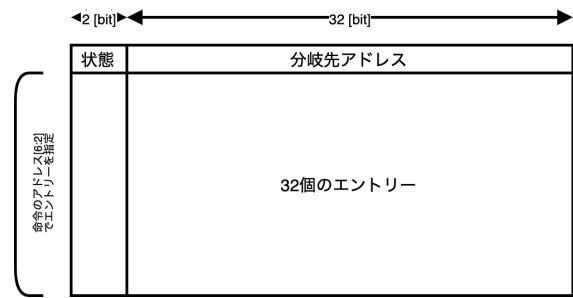 2 [bit]
32 [bit]
状態
分岐先アドレス
命令のアドレス[6:2]
でエントリーを指定
32個のエントリー